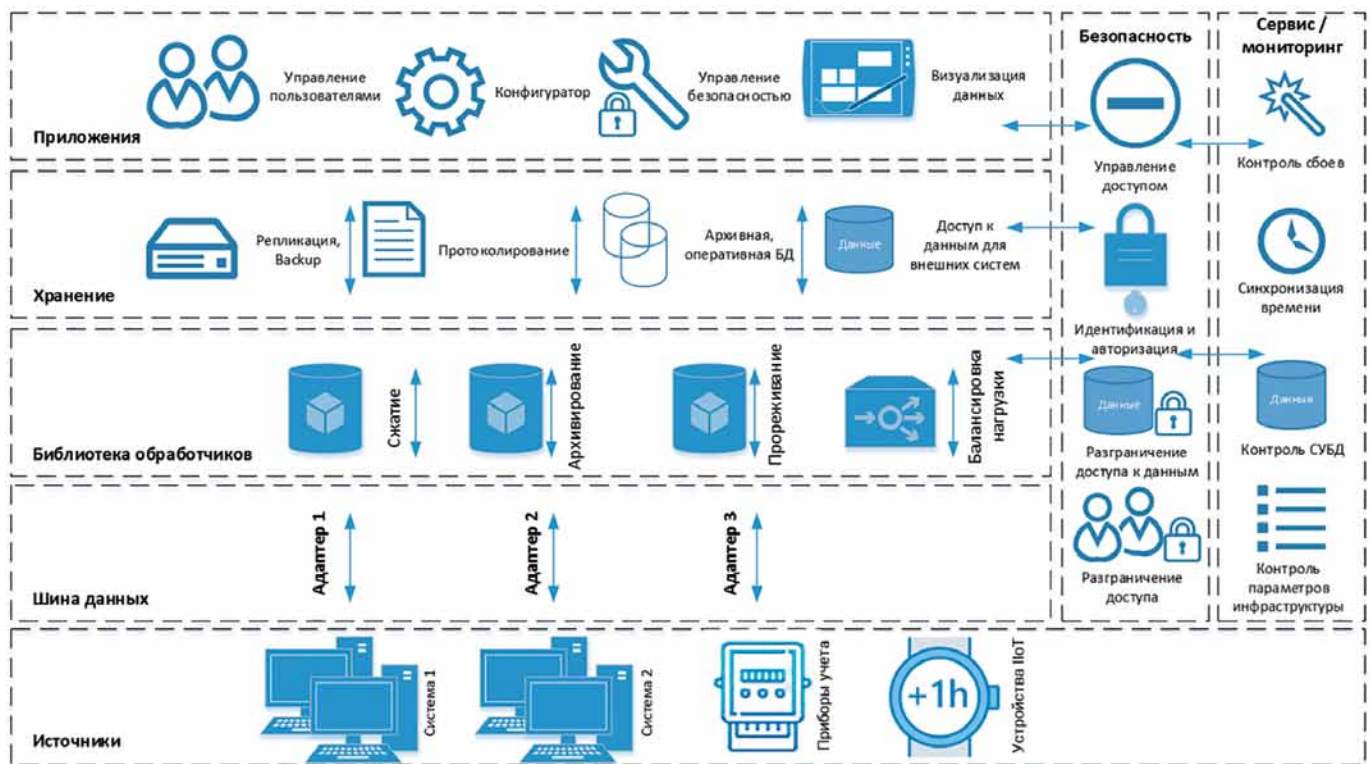 Управление
пользователями
Конфигуратор
Управление
безопасностью
Визуализация
данных
Приложения
Репликация,
Backup
Протоколирование
Архивная,
оперативная БД
Данные
Доступ к
данным для
внешних систем
Хранение
Сжатие
Архивирование
Прореживание
Балансировка
нагрузки
Библиотека обработчиков
Адаптер 1
Адаптер 2
Адаптер 3
Шина данных
Система 1
Система 2
Приборы учета
+1h
Устройства IIoT
Источники
Безопасность
Управление
доступом
Идентификация и
авторизация
Данные
Разграничение
доступа к данным
Разграничение
доступа
Сервис /
мониторинг
Контроль сбоев
Синхронизация
времени
Данные
Контроль СУБД
Контроль
параметров
инфраструктуры